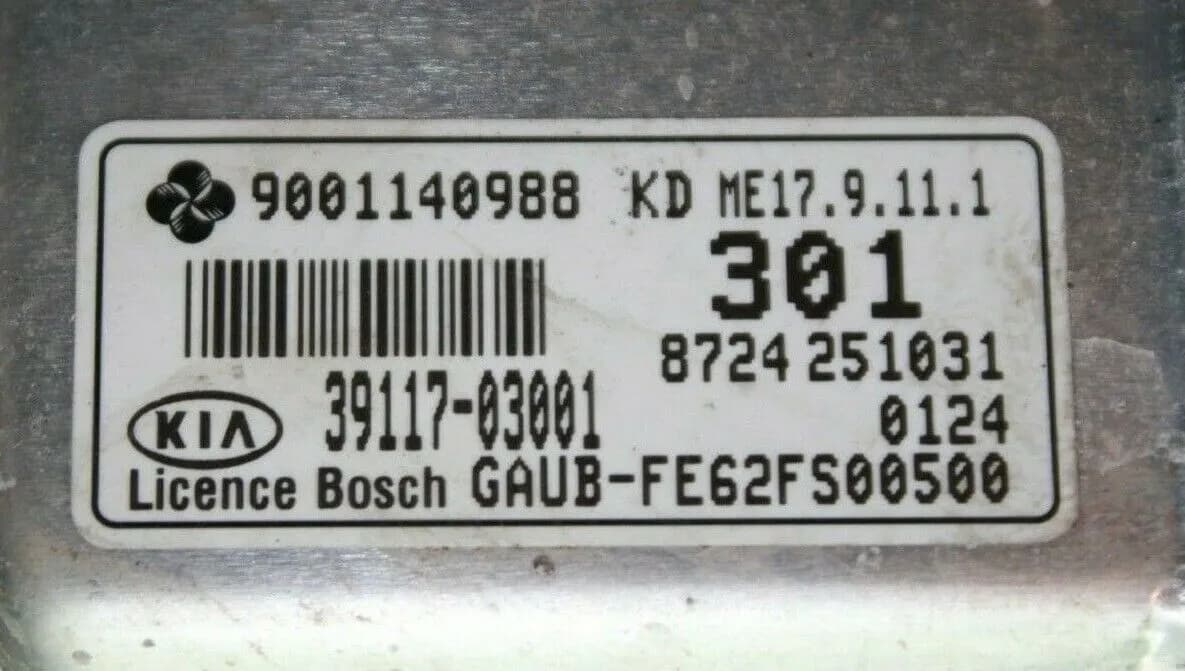 9001140988 KD ME17.9.11.1
301
8724 251031
39117-03001
0124
KIA
Licence Bosch GAUB-FE62FS00500